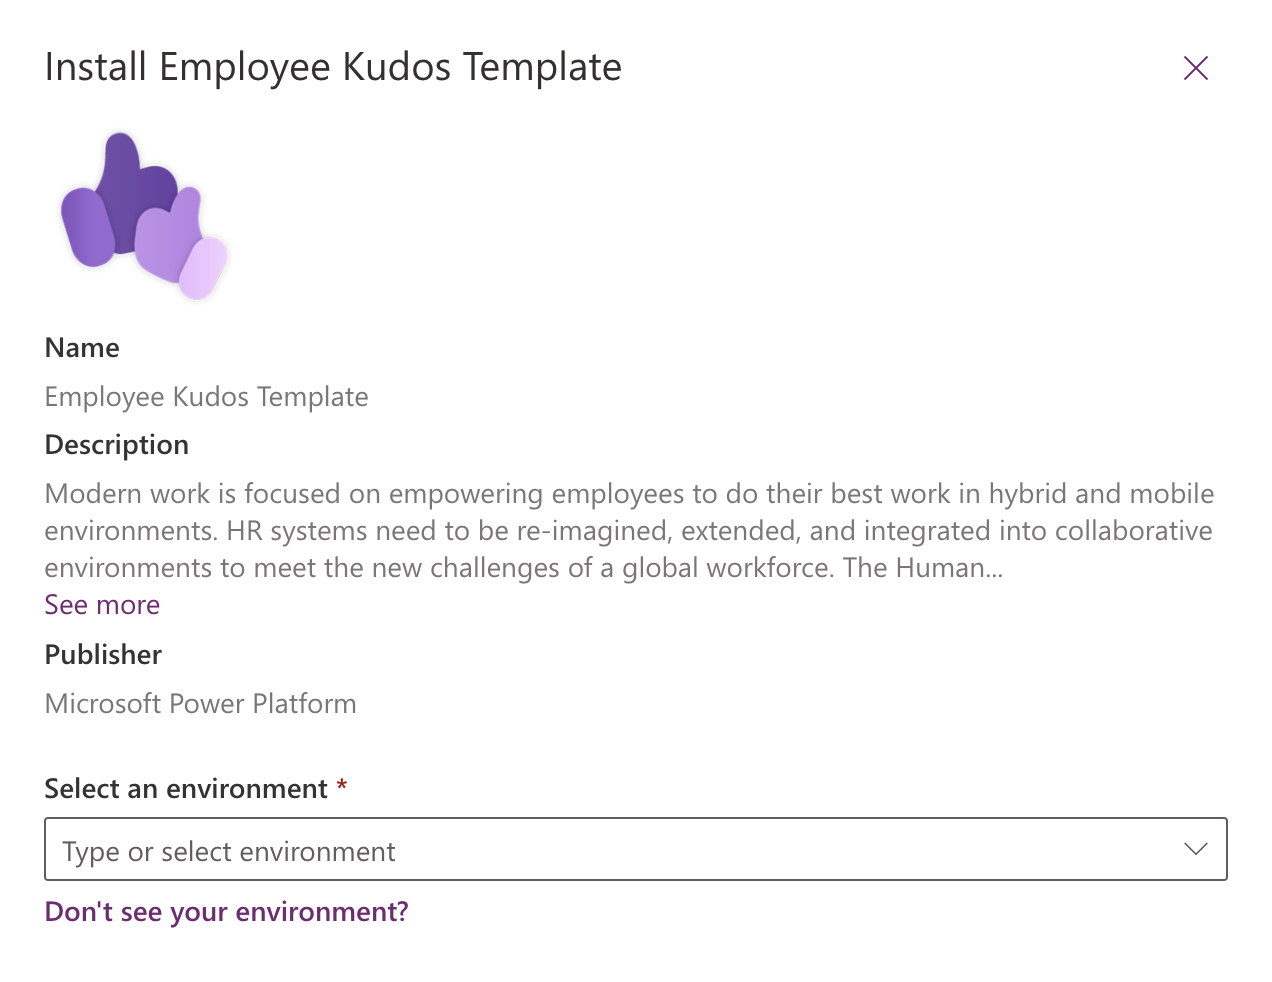 Install Employee Kudos Template
Name
Employee Kudos Template
Description
Modern work is focused on empowering employees to do their best work in hybrid and mobile
environments. HR systems need to be re-imagined, extended, and integrated into collaborative
environments to meet the new challenges of a global workforce. The Human...
See more
Publisher
Microsoft Power Platform
Select an environment *
Type or select environment
Don't see your environment?